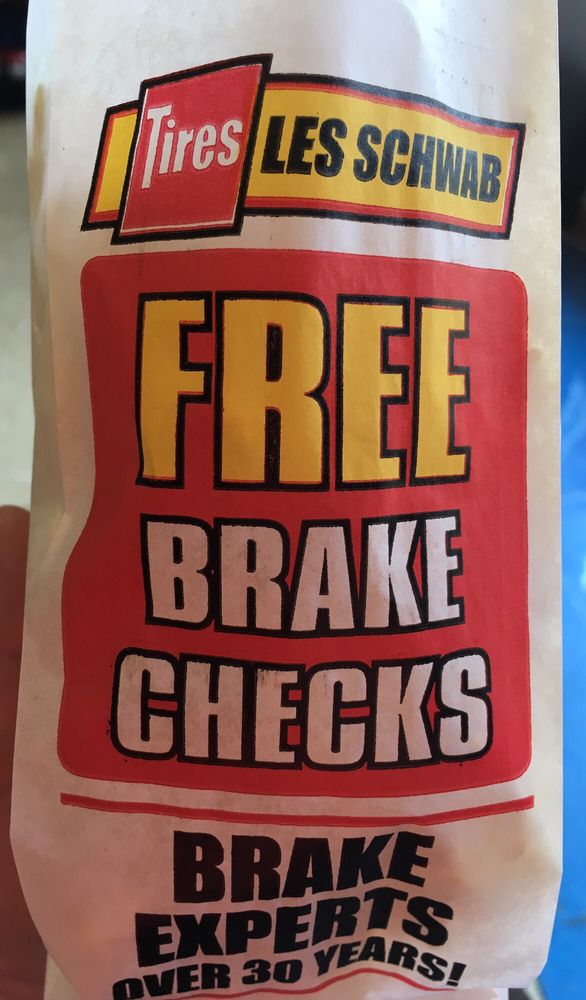 Tires LES SCHWAB
FREE
BRAKE
CHECKS
BRAKE
EXPERTS
OVER 30 YEARS!